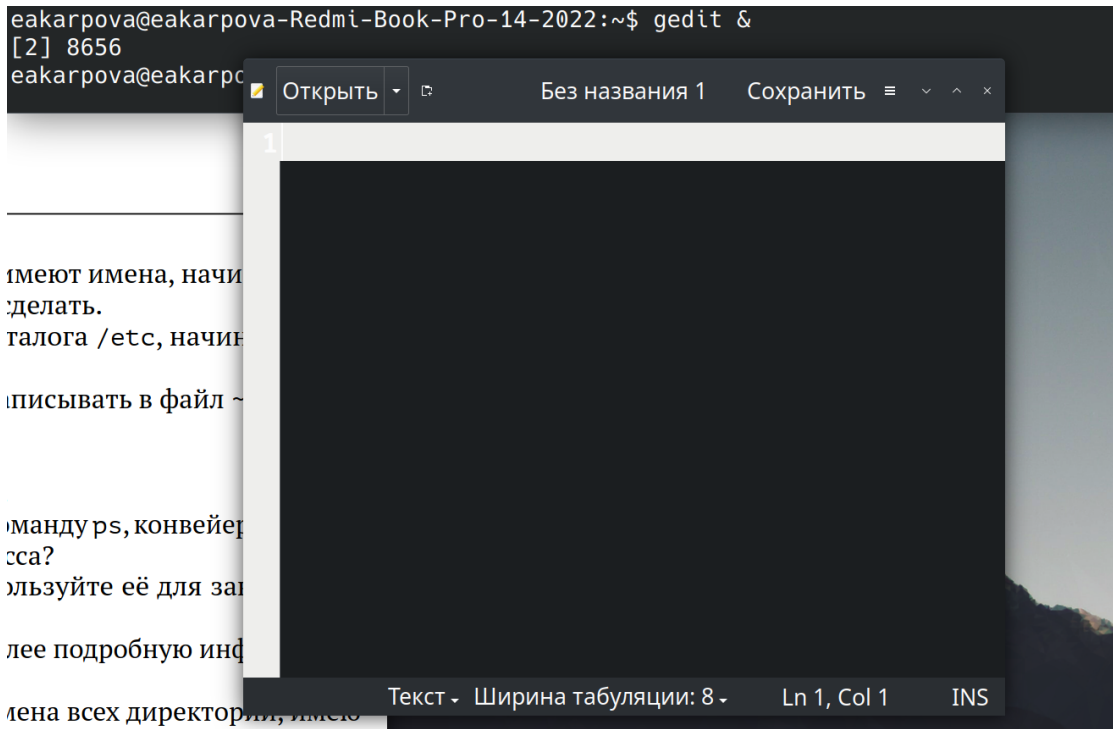 eakarpova@eakarpova-Redmi-Book-Pro-14-2022:~$ gedit &
[2] 8656
eakarpova@eakarpo
Открыть Без названия 1 Сохранить
1
имеют имена, начи
сделать.
талога /etc, начин
писывать в файл ~
оманду ps, конвейер
сса?
ользуйте её для за
лее подробную инф
мена всех директорий, имею
Текст Ширина табуляции: 8 Ln 1, Col 1 INS